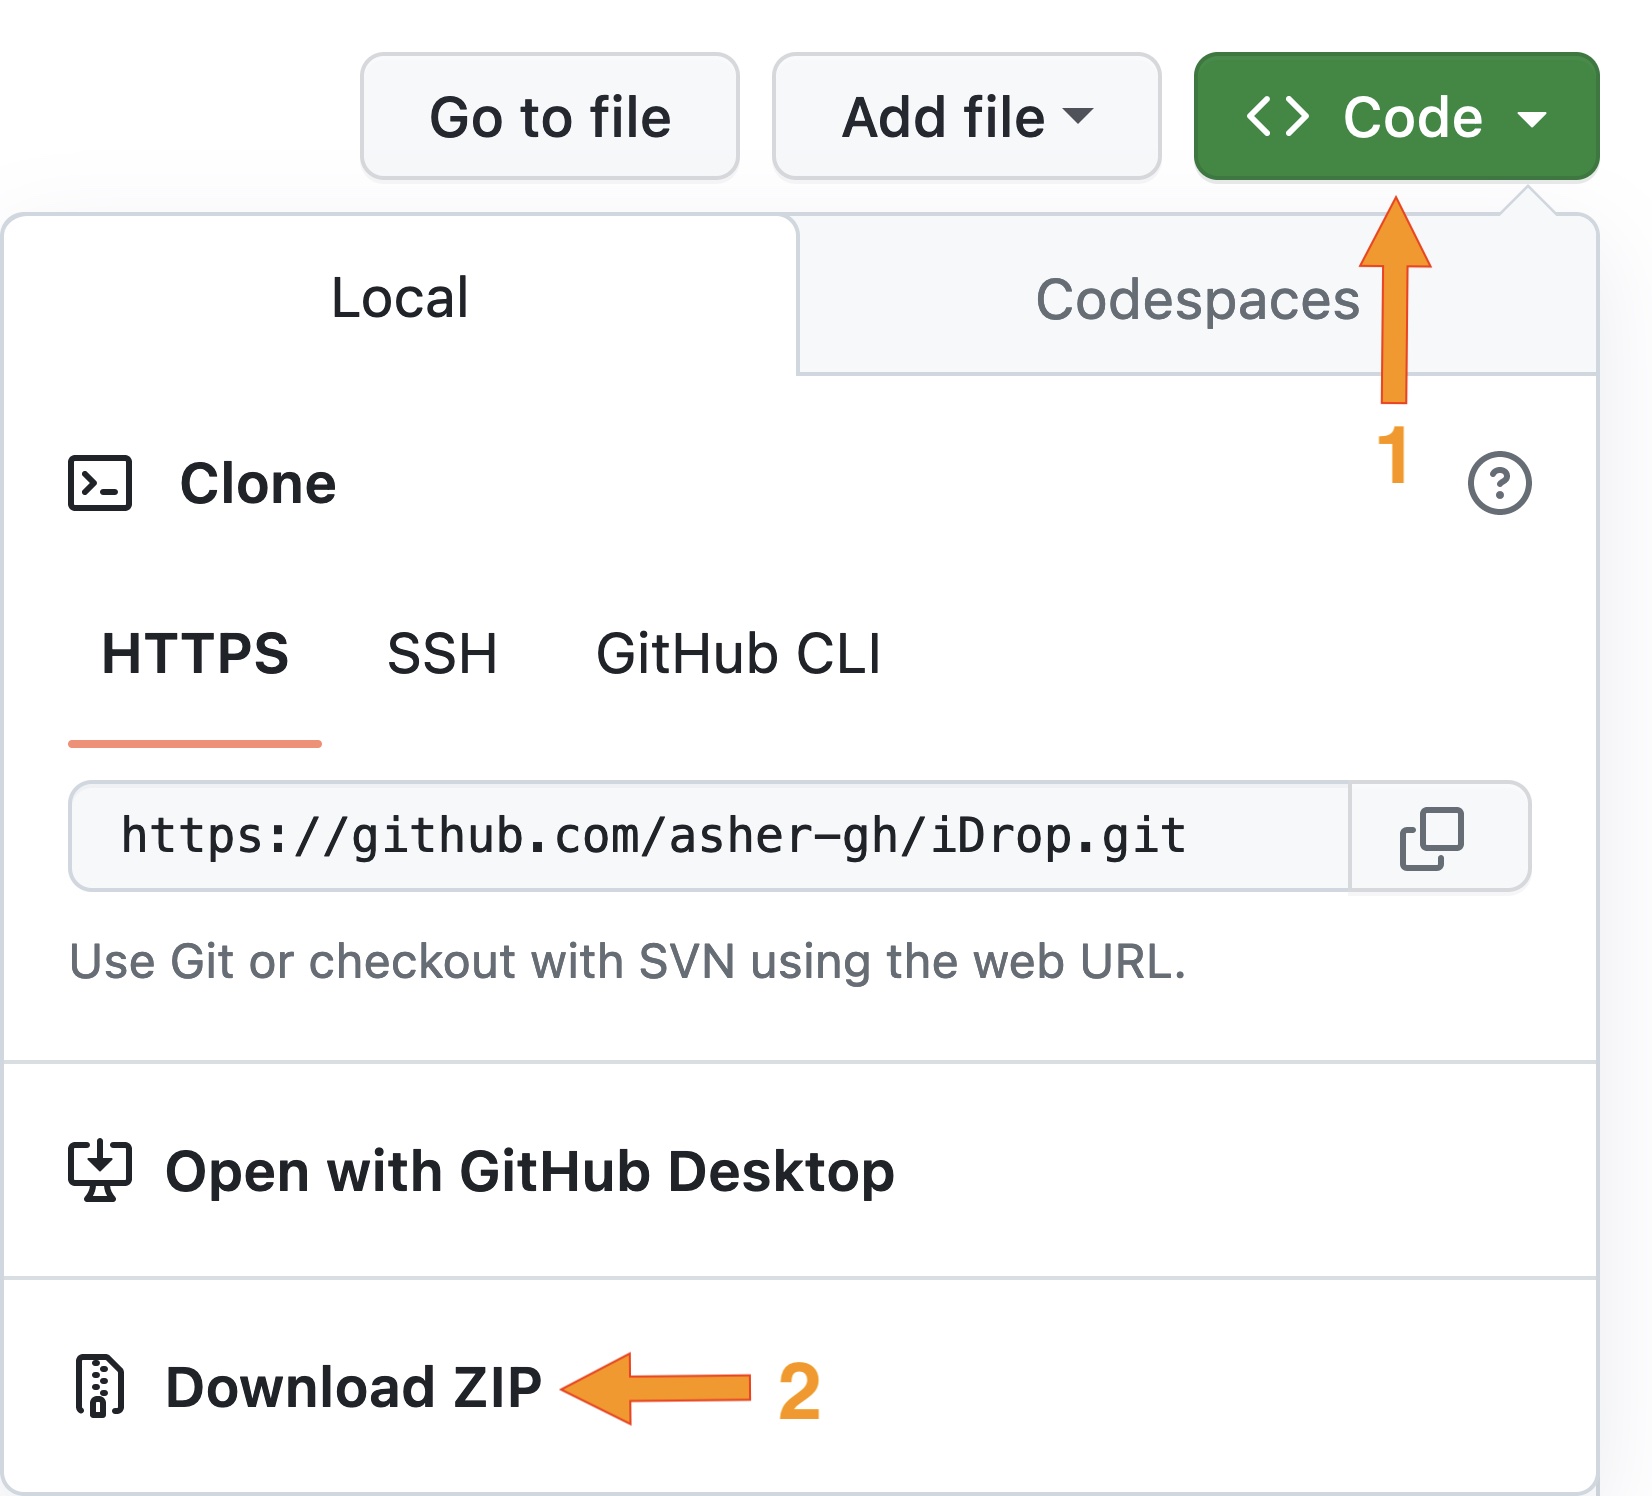 Go to file Add file <> Code
Local Codespaces
1
Clone
HTTPS SSH GitHub CLI
https://github.com/asher-gh/iDrop.git
Use Git or checkout with SVN using the web URL.
Open with GitHub Desktop
Download ZIP 2